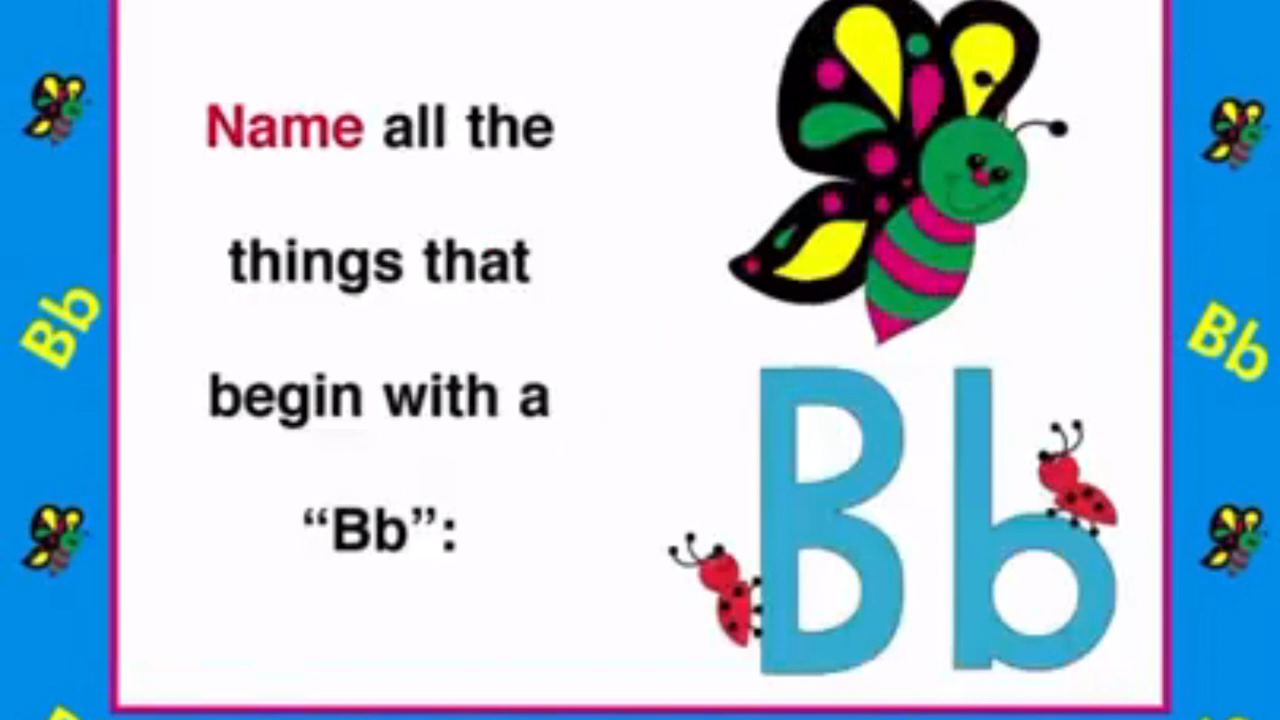 Name all the
things that
begin with a
“Bb”:
Bb
Bb
Bb